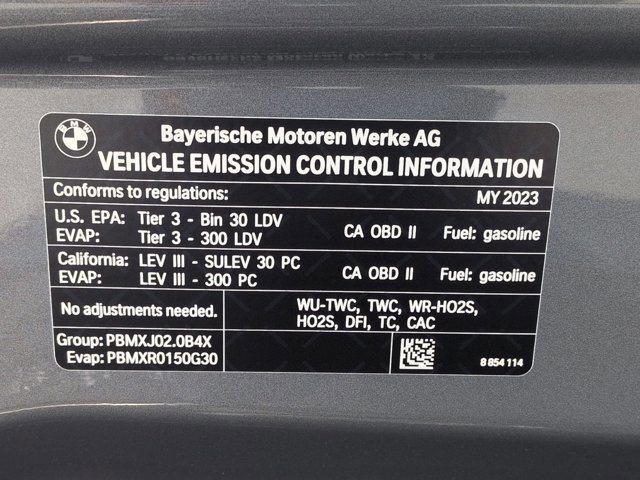 BMW
Bayerische Motoren Werke AG
VEHICLE EMISSION CONTROL INFORMATION
Conforms to regulations: MY 2023
U.S. EPA: Tier 3 - Bin 30 LDV CA OBD II Fuel: gasoline
EVAP: Tier 3 - 300 LDV
California: LEV III - SULEV 30 PC CA OBD II Fuel: gasoline
EVAP: LEV III - 300 PC
No adjustments needed. WU-TWC, TWC, WR-HO2S,
HO2S, DFI, TC, CAC
Group: PBMXJ02.0B4X
Evap: PBMXR0150G30 8 854 114